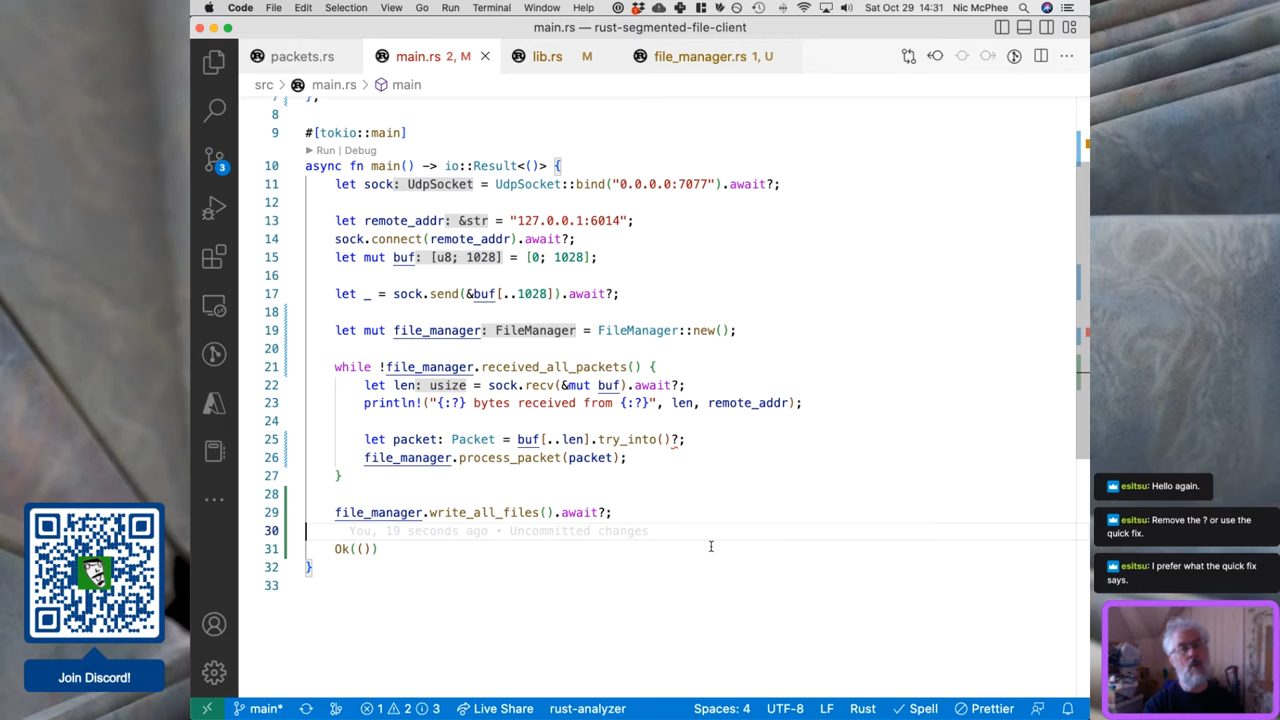 Code File Edit Selection View Go Run Terminal Window Help Sat Oct 29 14:31 Nic McPhee
main.rs — rust-segmented-file-client
packets.rs main.rs 2, M lib.rs M file_manager.rs 1, U
src > main.rs > main
7 };
8
9 #[tokio::main]
Run | Debug
10 async fn main() -> io::Result<()> {
11 let sock: UdpSocket = UdpSocket::bind("0.0.0.0:7077").await?;
12
13 let remote_addr: &str = "127.0.0.1:6014";
14 sock.connect(remote_addr).await?;
15 let mut buf: [u8; 1028] = [0; 1028];
16
17 let _ = sock.send(&buf[..1028]).await?;
18
19 let mut file_manager: FileManager = FileManager::new();
20
21 while !file_manager.received_all_packets() {
22 let len: usize = sock.recv(&mut buf).await?;
23 println!("{:?} bytes received from {:?}", len, remote_addr);
24
25 let packet: Packet = buf[..len].try_into()?;
26 file_manager.process_packet(packet);
27 }
28
29 file_manager.write_all_files().await?;
30 You, 19 seconds ago • Uncommitted changes
31 Ok(())
32 }
33
3
esitsu: Hello again.
esitsu: Remove the ? or use the
quick fix.
esitsu: I prefer what the quick fix
says.
Join Discord!
main* 1 2 3 Live Share rust-analyzer Spaces: 4 UTF-8 LF Rust Spell Prettier